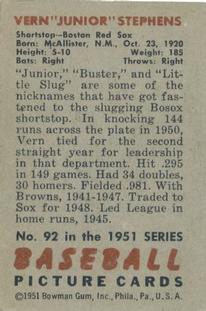 VERN "JUNIOR" STEPHENS
Shortstop—Boston Red Sox
Born: McAllister, N.M., Oct. 23, 1920
Height: 5-10 Weight: 185
Bats: Right Throws: Right
"Junior," "Buster," and "Lit-
tle Slug" are some of the
nicknames that have got fas-
tened to the slugging Bosox
shortstop. In knocking 144
runs across the plate in 1950,
Vern tied for the second
straight year for leadership
in that department. Hit .295
in 149 games. Had 34 doubles,
30 homers. Fielded .981. With
Browns, 1941-1947. Traded to
Sox for 1948. Led League in
home runs, 1945.
No. 92 in the 1951 SERIES
BASEBALL
PICTURE CARDS
©1951 Bowman Gum, Inc., Phila., Pa., U.S.A.